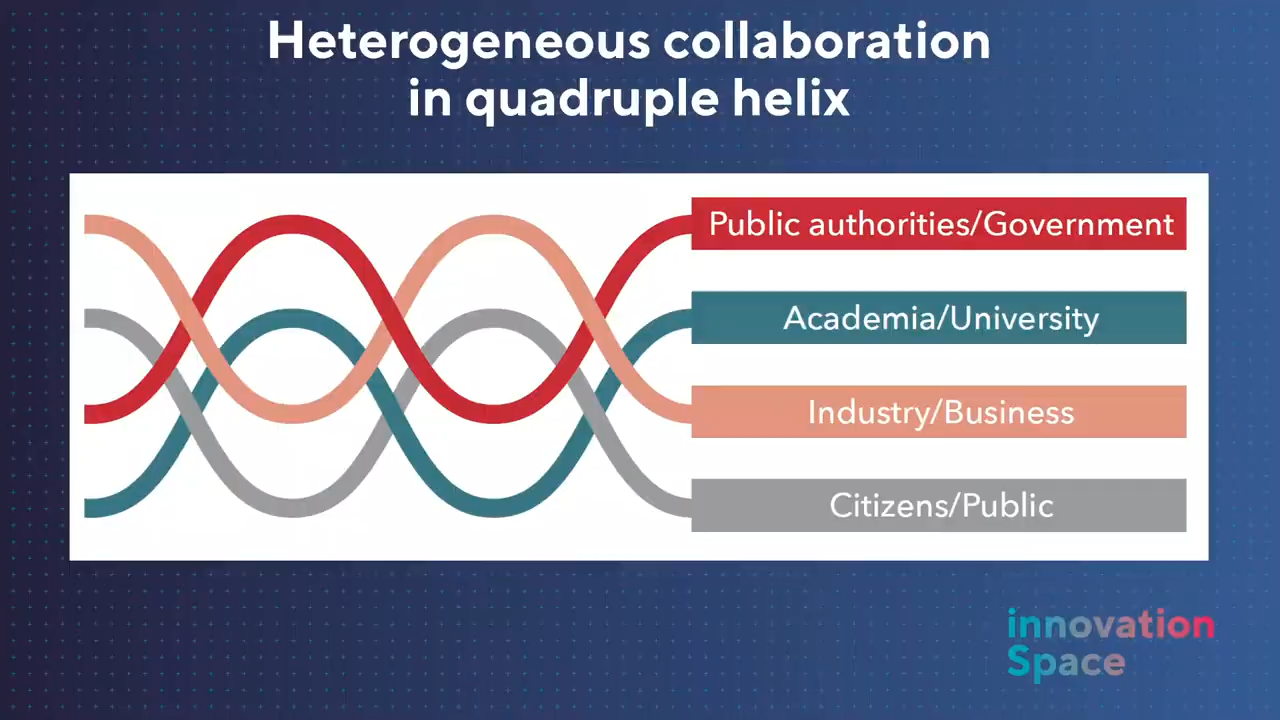 Heterogeneous collaboration
in quadruple helix
Public authorities/Government
Academia/University
Industry/Business
Citizens/Public
innovation
Space